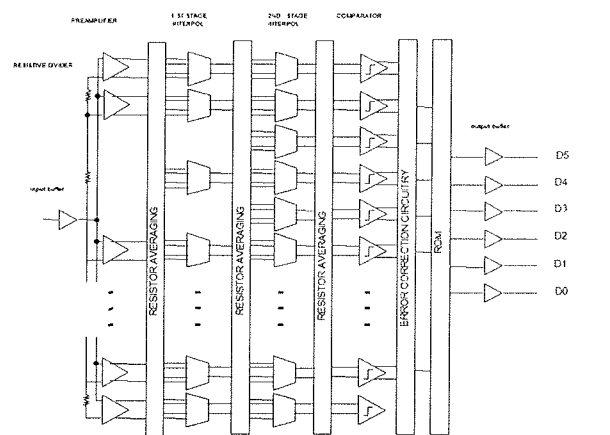 PREAMPLIFIER
1 ST STAGE
INTERPOL
2ND STAGE
INTERPOL
COMPARATOR
RESISTIVE DIVIDER
input buffer
output buffer
RESISTOR AVERAGING
RESISTOR AVERAGING
RESISTOR AVERAGING
ERROR CORRECTION CIRCUITRY
ROM
D5
D4
D3
D2
D1
D0